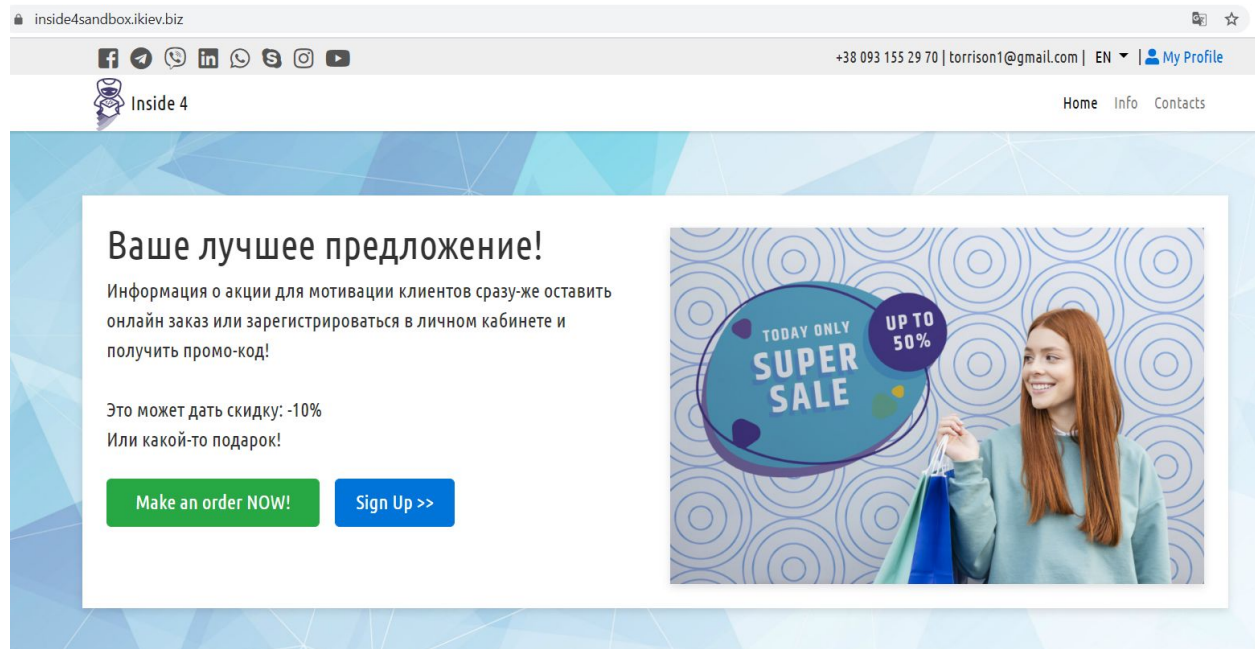 inside4sandbox.ikiev.biz
+38 093 155 29 70 | torrison1@gmail.com | EN | My Profile
Inside 4
Home Info Contacts
Ваше лучшее предложение!
Информация о акции для мотивации клиентов сразу-же оставить
онлайн заказ или зарегистрироваться в личном кабинете и
получить промо-код!
Это может дать скидку: -10%
Или какой-то подарок!
Make an order NOW!
Sign Up >>
TODAY ONLY
SUPER
SALE
UP TO
50%